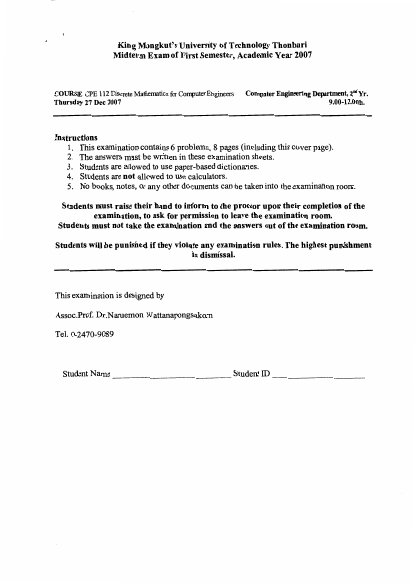 King Mongkut's University of Technology Thonburi
Midterm Exam of First Semester, Academic Year 2007
COURSE CPE 112 Discrete Mathematics for Computer Engineers Computer Engineering Department, 2nd Yr.
Thursday 27 Dec 2007 9.00-12.00h.
Instructions
1. This examination contains 6 problems, 8 pages (including this cover page).
2. The answers must be written in these examination sheets.
3. Students are allowed to use paper-based dictionaries.
4. Students are not allowed to use calculators.
5. No books, notes, or any other documents can be taken into the examination room.
Students must raise their hand to inform to the proctor upon their completion of the
examination, to ask for permission to leave the examination room.
Students must not take the examination and the answers out of the examination room.
Students will be punished if they violate any examination rules. The highest punishment
is dismissal.
This examination is designed by
Assoc.Prof. Dr.Naruemon Wattanapongsakorn
Tel. 0-2470-9089
Student Name ____________________ Student ID ________________